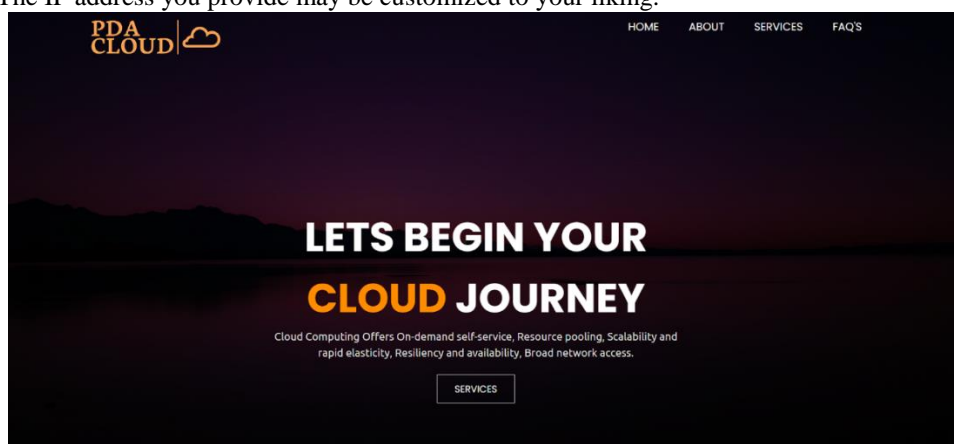 The IP address you provide may be customized to your liking.
PDA
CLOUD
HOME ABOUT SERVICES FAQ'S
LETS BEGIN YOUR
CLOUD JOURNEY
Cloud Computing Offers On-demand self-service, Resource pooling, Scalability and
rapid elasticity, Resiliency and availability, Broad network access.
SERVICES